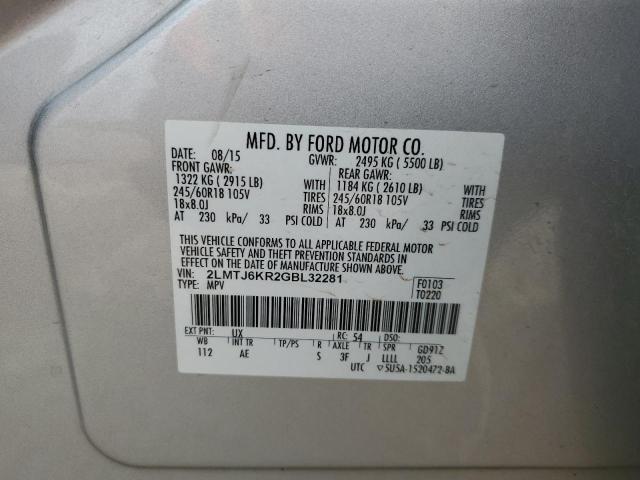 MFD. BY FORD MOTOR CO.
DATE: 08/15 GVWR: 2495 KG ( 5500 LB)
FRONT GAWR: REAR GAWR:
1322 KG ( 2915 LB) WITH 1184 KG ( 2610 LB) WITH
245/60R18 105V TIRES 245/60R18 105V TIRES
18x8.0J RIMS 18x8.0J RIMS
AT 230 kPa/ 33 PSI COLD AT 230 kPa/ 33 PSI COLD
THIS VEHICLE CONFORMS TO ALL APPLICABLE FEDERAL MOTOR
VEHICLE SAFETY AND THEFT PREVENTION STANDARDS IN
EFFECT ON THE DATE OF MANUFACTURE SHOWN ABOVE.
VIN: 2LMTJ6KR2GBL32281 F0103
TYPE: MPV T0220
EXT PNT: UX RC: 54 DSO:
WB INT TR TP/PS R AXLE TR SPR GD91Z
112 AE S 3F J LLLL 205
UTC ▽5U5A-1520472-BA